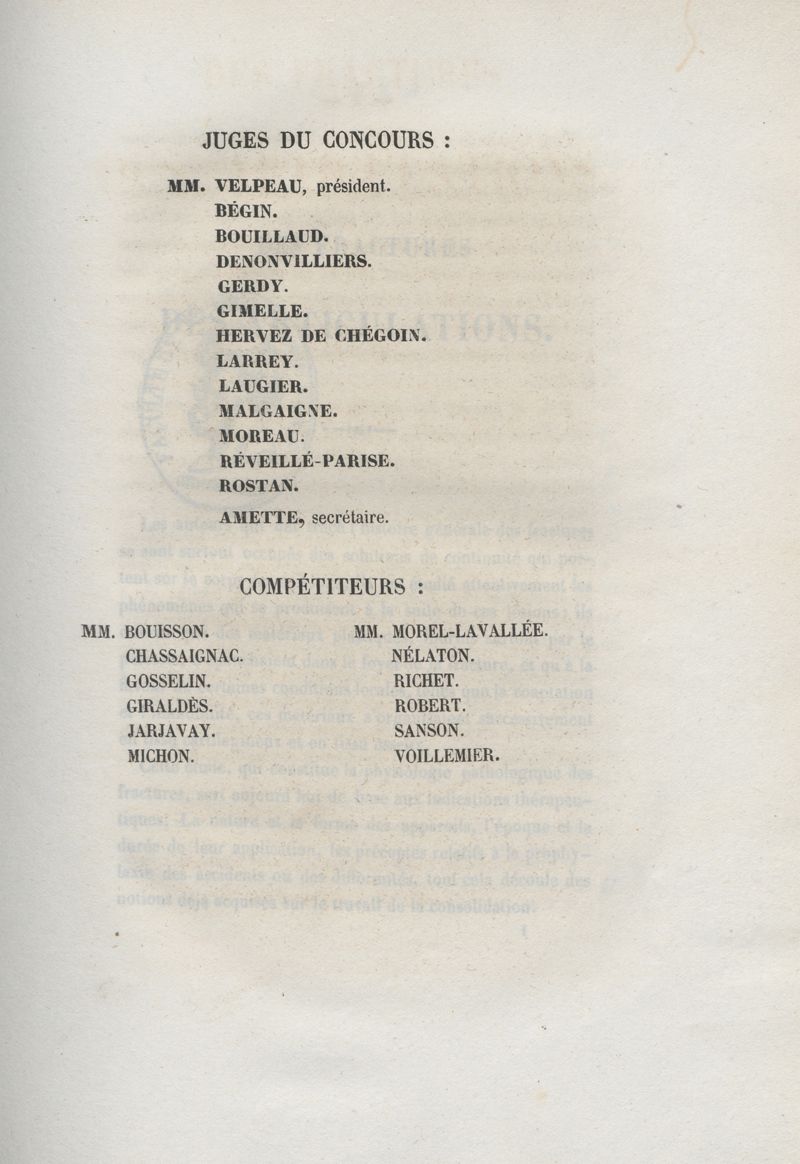 JUGES DU CONCOURS :
MM. VELPEAU, président.
BÉGIN.
BOUILLAUD.
DENONVILLIERS.
GERDY.
GIMELLE.
HERVEZ DE CHÉGOIN.
LARREY.
LAUGIER.
MALGAIGNE.
MOREAU.
RÉVEILLÉ-PARISE.
ROSTAN.
AMETTE, secrétaire.
COMPÉTITEURS :
MM. BOUISSON.
CHASSAIGNAC.
GOSSELIN.
GIRALDÈS.
JARJAVAY.
MICHON.
MM. MOREL-LAVALLÉE.
NÉLATON.
RICHET.
ROBERT.
SANSON.
VOILLEMIER.